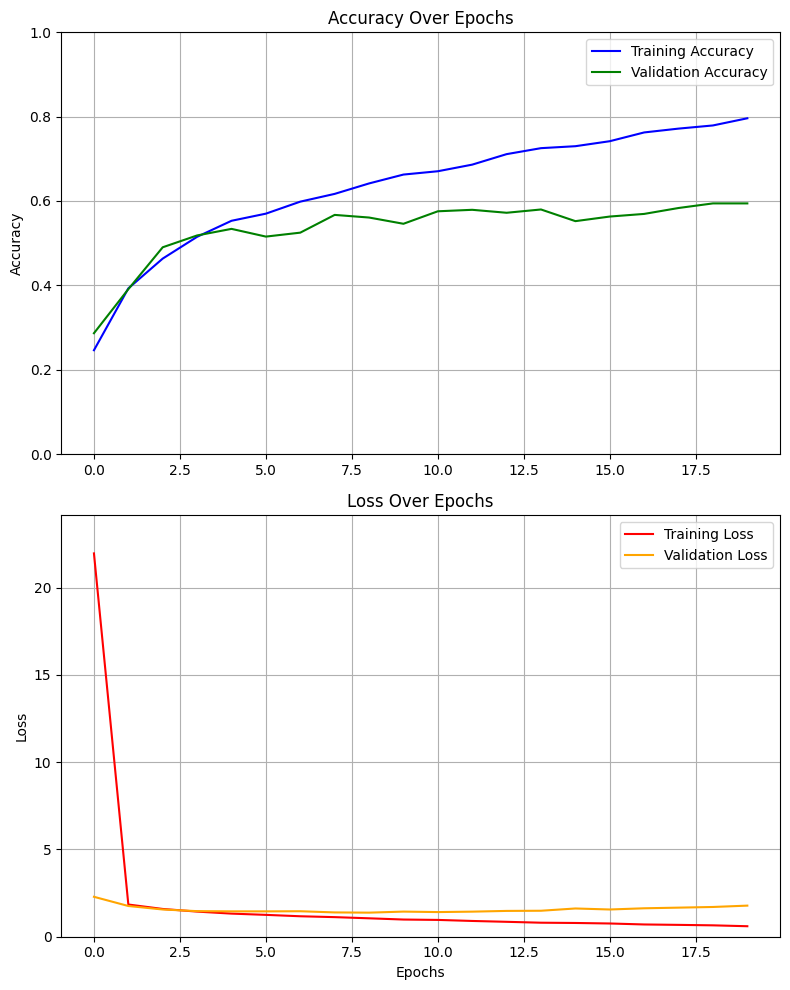 Accuracy Over Epochs
Training Accuracy
Validation Accuracy
Accuracy
1.0
0.8
0.6
0.4
0.2
0.0
0.0 2.5 5.0 7.5 10.0 12.5 15.0 17.5
Loss Over Epochs
Training Loss
Validation Loss
Loss
20
15
10
5
0
0.0 2.5 5.0 7.5 10.0 12.5 15.0 17.5
Epochs